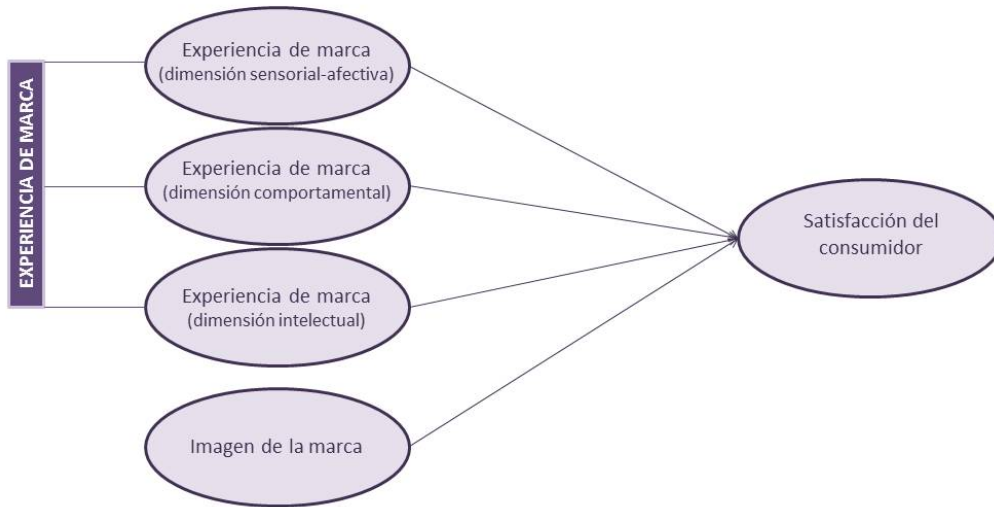 EXPERIENCIA DE MARCA
Experiencia de marca
(dimensión sensorial-afectiva)
Experiencia de marca
(dimensión comportamental)
Experiencia de marca
(dimensión intelectual)
Imagen de la marca
Satisfacción del
consumidor